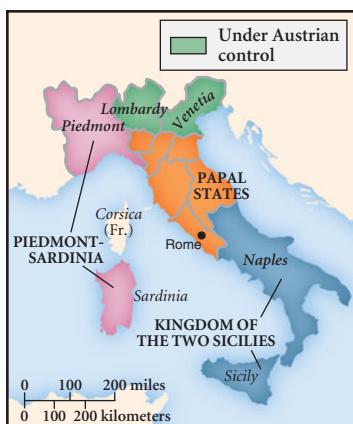 Under Austrian
control
Lombardy
Venetia
Piedmont
PAPAL
STATES
Corsica
(Fr.)
Rome
PIEDMONT-
SARDINIA
Naples
Sardinia
KINGDOM OF
THE TWO SICILIES
Sicily
0 100 200 miles
0 100 200 kilometers